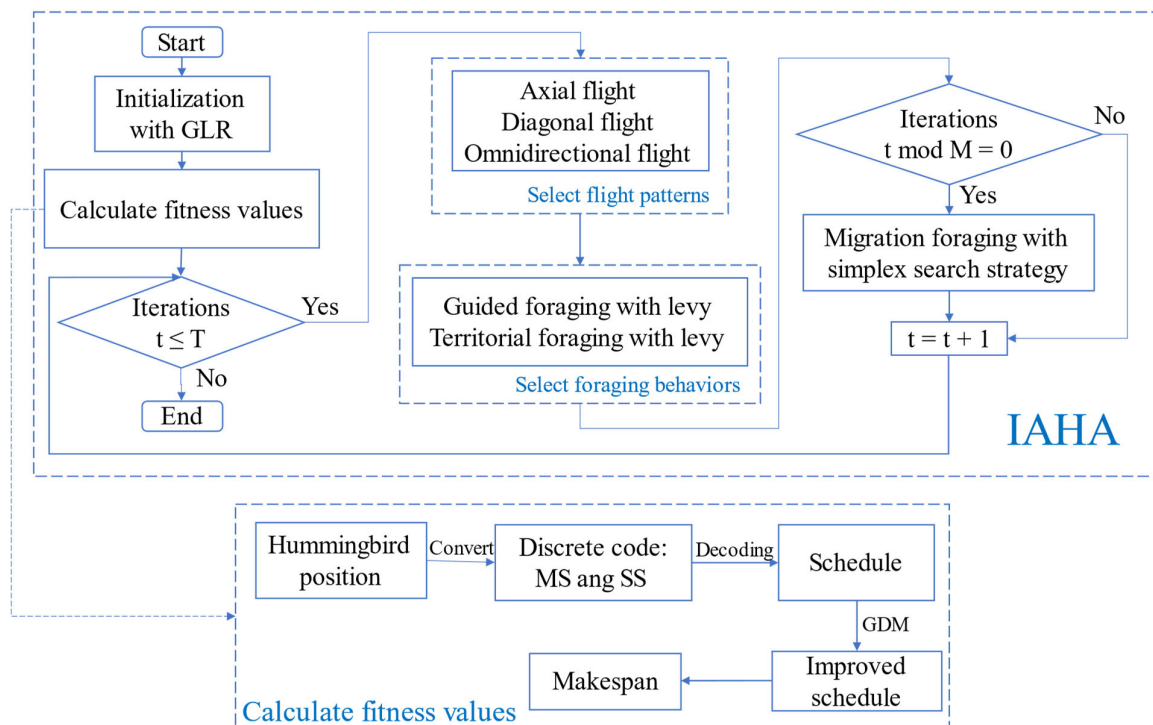 Start
Initialization
with GLR
Calculate fitness values
Iterations
t ≤ T
Yes
No
End
Axial flight
Diagonal flight
Omnidirectional flight
Select flight patterns
Guided foraging with levy
Territorial foraging with levy
Select foraging behaviors
Iterations
t mod M = 0
No
Yes
Migration foraging with
simplex search strategy
t = t + 1
IAHA
Hummingbird
position
Convert
Discrete code:
MS ang SS
Decoding
Schedule
GDM
Improved
schedule
Makespan
Calculate fitness values